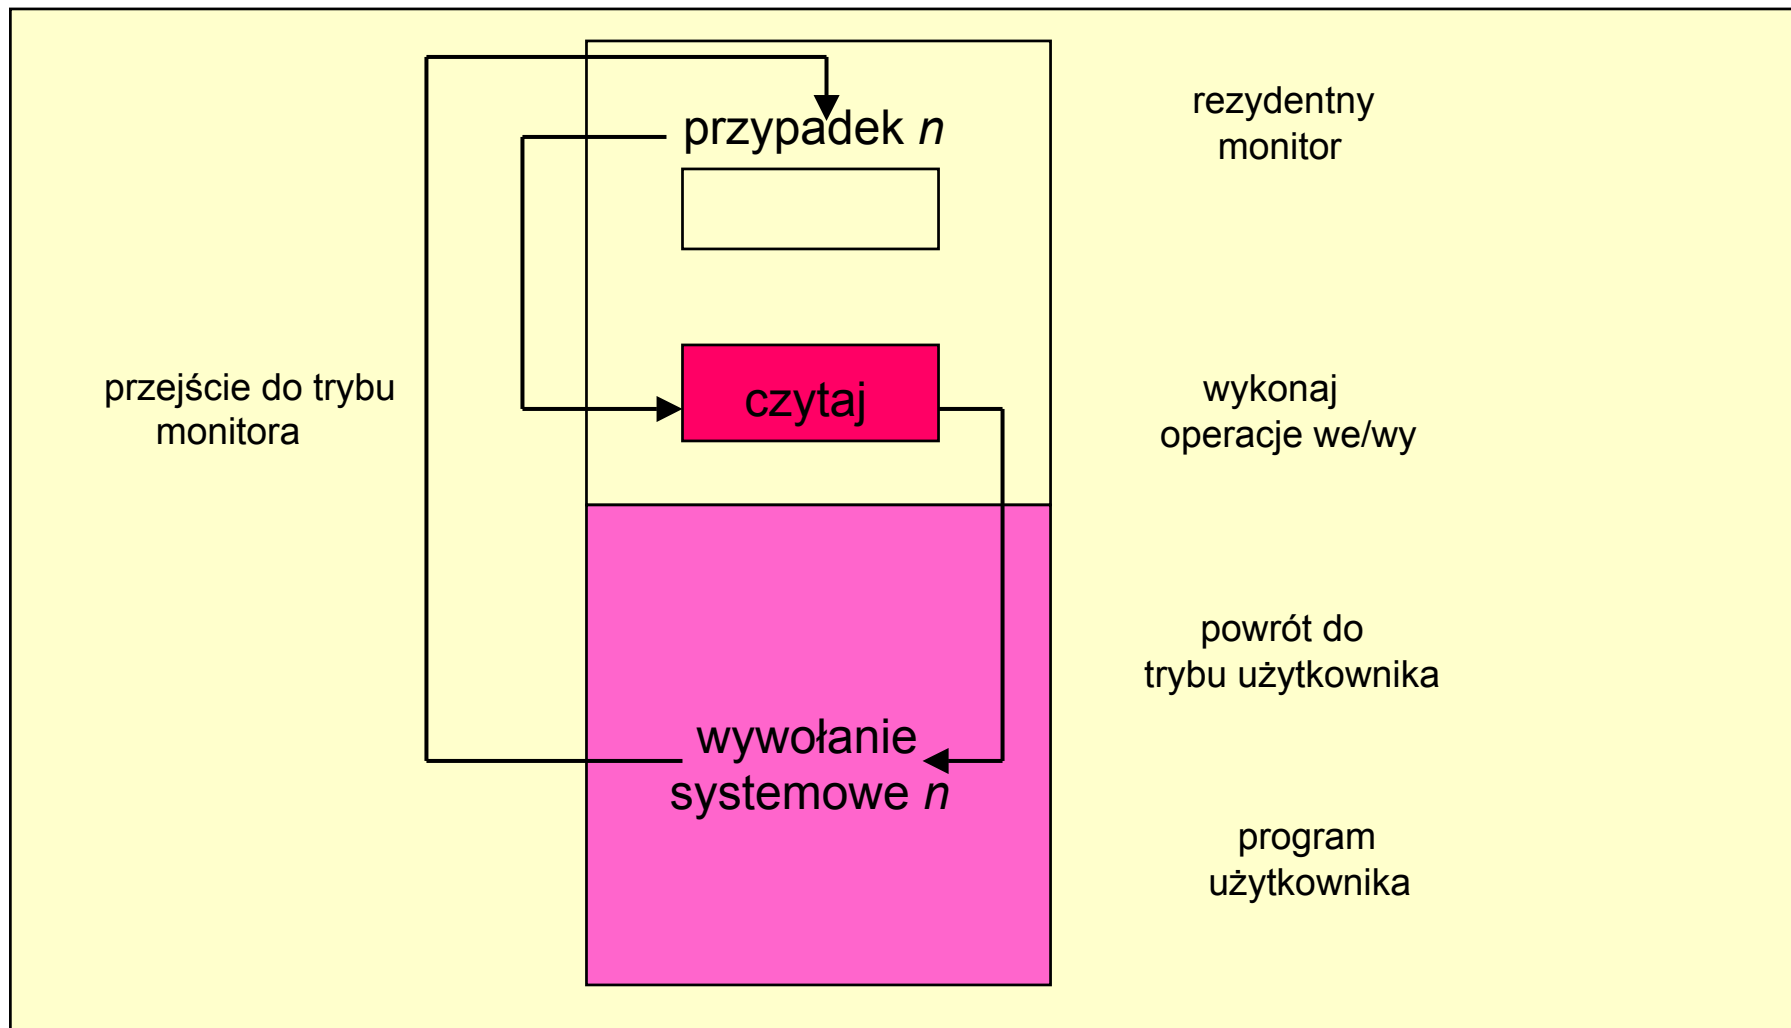 przypadek n
rezydentny
monitor
przejście do trybu
monitora
czytaj
wykonaj
operacje we/wy
powrót do
trybu użytkownika
wywołanie
systemowe n
program
użytkownika